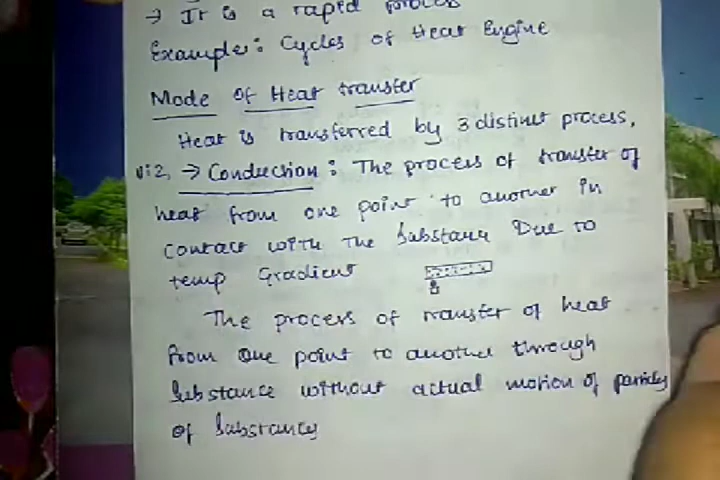 → It is a rapid process
Example: Cycles of Heat Engine
Mode of Heat transfer
Heat is transferred by 3 distinct process,
viz, → Conduction: The process of transfer of
heat from one point to another in
contact with the Substance Due to
temp Gradient
The process of transfer of heat
from one point to another through
Substance without actual motion of particles
of Substances